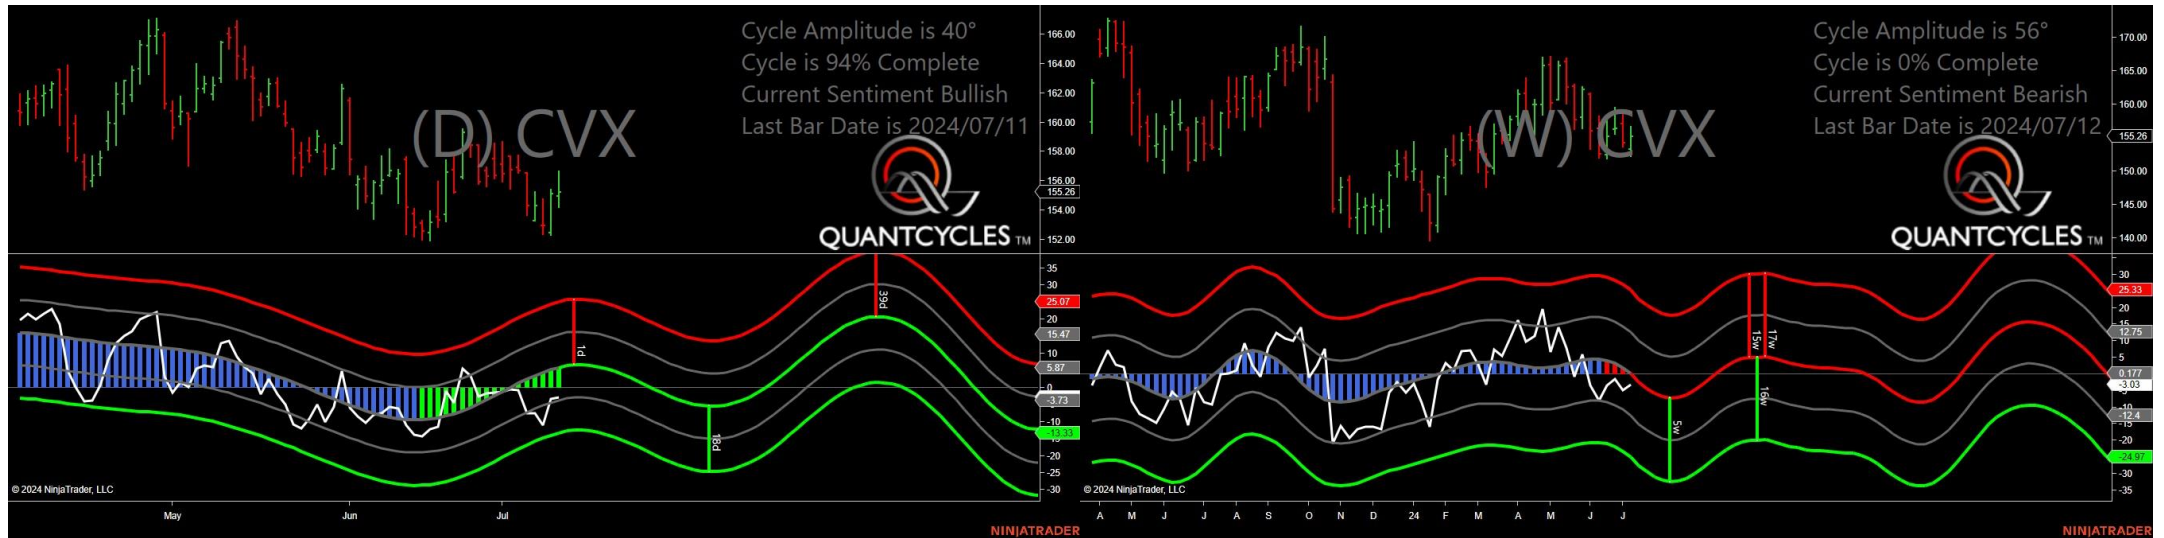 Cycle Amplitude is 40°
Cycle is 94% Complete
Current Sentiment Bullish
Last Bar Date is 2024/07/11
(D) CVX
QUANTCYCLES TM
166.00
164.00
162.00
160.00
158.00
156.00
155.26
154.00
152.00
35
25.07
20
15.47
10
5.87
0
-3.73
-10
-13.33
-15
-20
-25
-30
1d
18d
39d
© 2024 NinjaTrader, LLC
May
Jun
Jul
NINJATRADER
Cycle Amplitude is 56°
Cycle is 0% Complete
Current Sentiment Bearish
Last Bar Date is 2024/07/12
(W) CVX
QUANTCYCLES TM
170.00
165.00
160.00
155.26
150.00
145.00
140.00
30
25.33
20
15
12.75
10
5
0.177
-3.03
-10
-12.4
-15
-20
-24.97
-30
-35
5w
15w
17w
16w
© 2024 NinjaTrader, LLC
A M J J A S O N D 24 F M A M J J
NINJATRADER